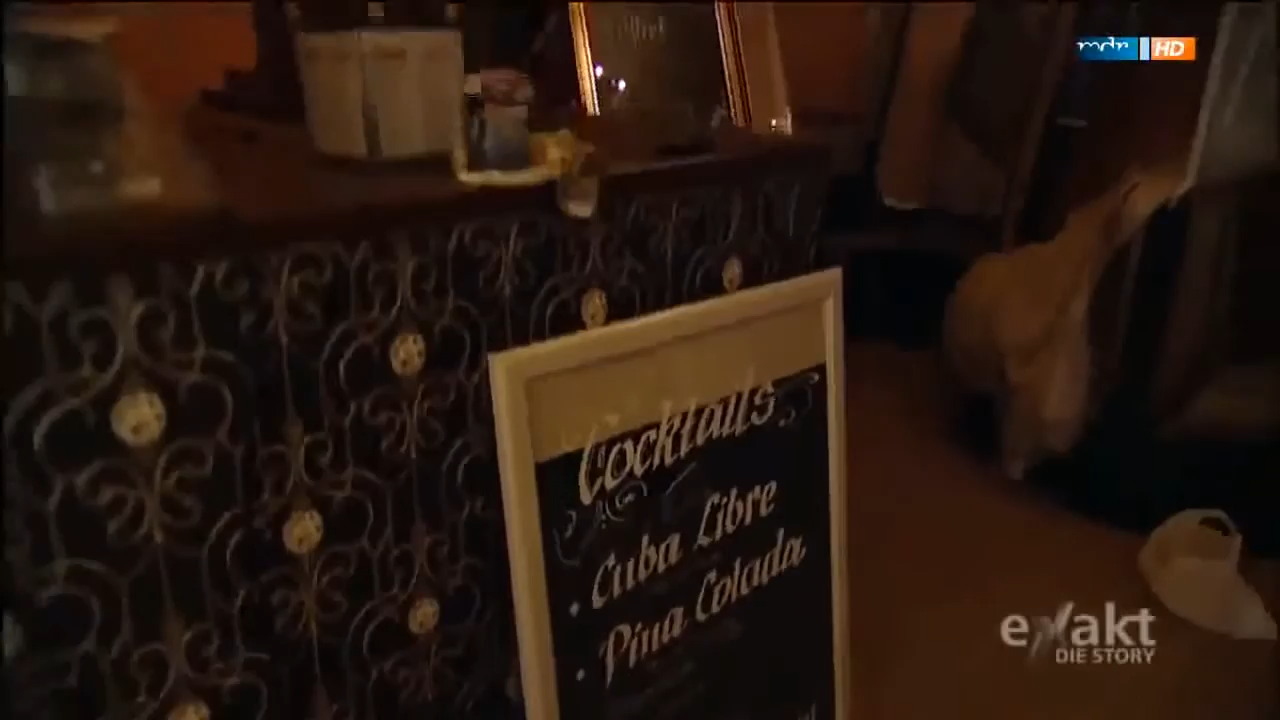 mdr HD
Cocktails
• Cuba Libre
• Pina Colada
exakt
DIE STORY